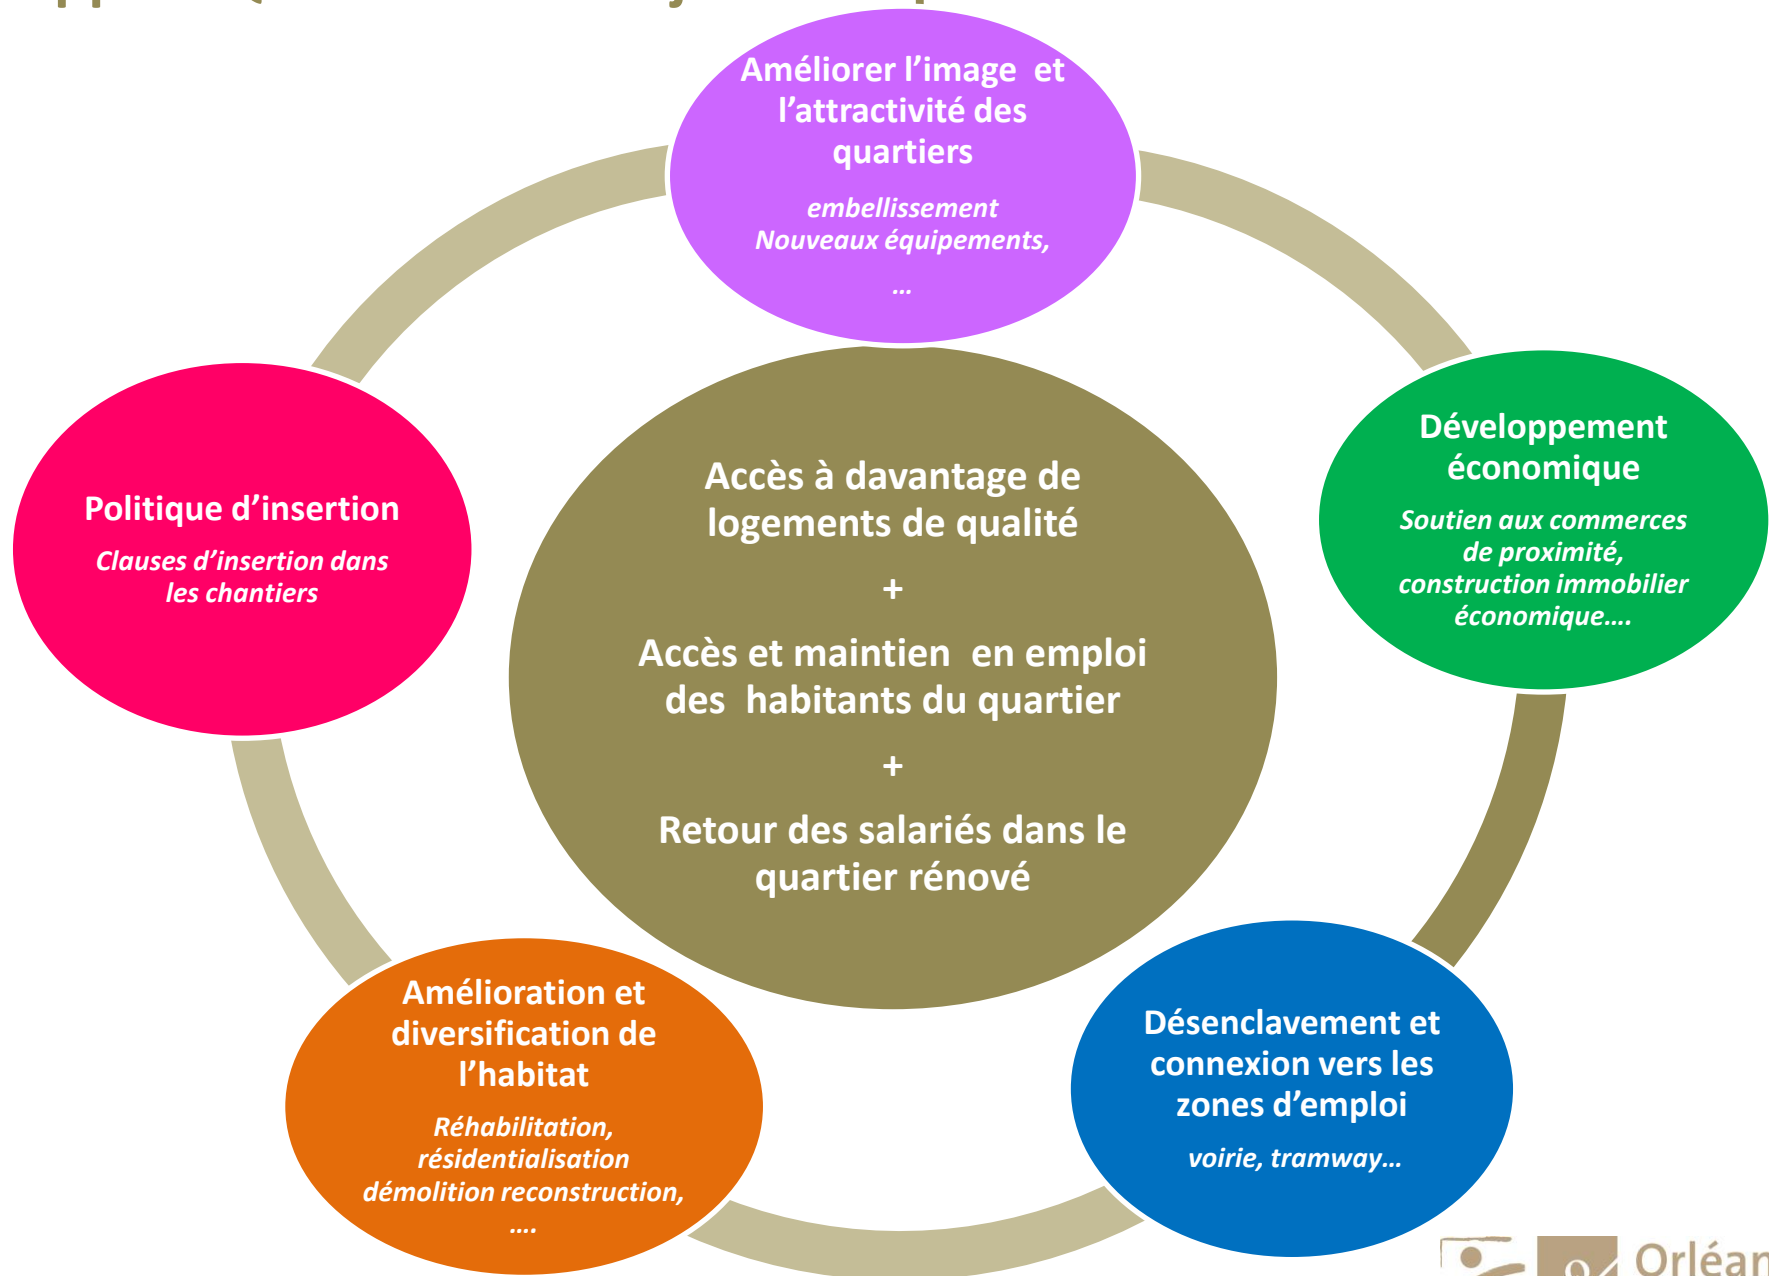 Améliorer l’image et
l’attractivité des
quartiers
embellissement
Nouveaux équipements,
…
Développement
économique
Soutien aux commerces
de proximité,
construction immobilier
économique….
Politique d’insertion
Clauses d’insertion dans
les chantiers
Accès à davantage de
logements de qualité
+
Accès et maintien en emploi
des habitants du quartier
+
Retour des salariés dans le
quartier rénové
Amélioration et
diversification de
l’habitat
Réhabilitation,
résidentialisation
démolition reconstruction,
….
Désenclavement et
connexion vers les
zones d’emploi
voirie, tramway…
Orléan